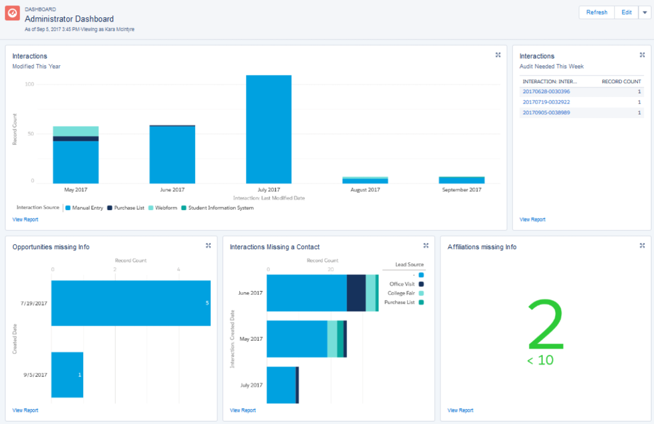 DASHBOARD
Administrator Dashboard
As of Sep 5, 2017 3:45 PM Viewing as Kara McIntyre
Refresh
Edit
Interactions
Modified This Year
Record Count
100
50
0
May 2017
June 2017
July 2017
August 2017
September 2017
Interaction: Last Modified Date
Interaction Source
Manual Entry
Purchase List
Webform
Student Information System
View Report
Interactions
Audit Needed This Week
INTERACTION: INTER...
RECORD COUNT
20170628-0030396 1
20170719-0032922 1
20170905-0038989 1
View Report
Opportunities missing Info
Record Count
0 2 4
Created Date
7/19/2017
5
9/5/2017
1
View Report
Interactions Missing a Contact
Record Count
0 20
Interaction: Created Date
June 2017
May 2017
July 2017
Lead Source
-
Office Visit
College Fair
Purchase List
View Report
Affiliations missing Info
2
< 10
View Report